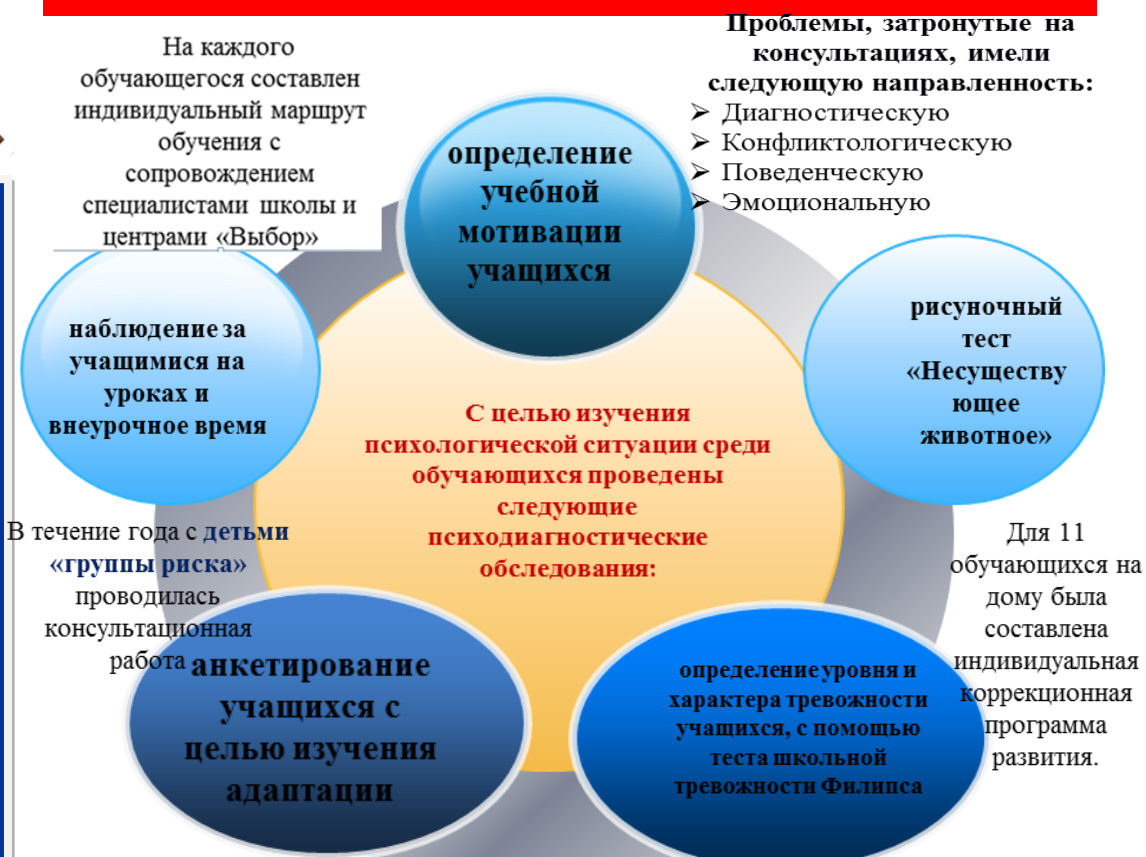 На каждого
обучающегося составлен
индивидуальный маршрут
обучения с
сопровождением
специалистами школы и
центрами «Выбор»
Проблемы, затронутые на
консультациях, имели
следующую направленность:
Диагностическую
Конфликтологическую
Поведенческую
Эмоциональную
определение
учебной
мотивации
учащихся
наблюдение за
учащимися на
уроках и
внеурочное время
рисуночный
тест
«Несуществу
ющее
животное»
С целью изучения
психологической ситуации среди
обучающихся проведены
следующие
психодиагностические
обследования:
В течение года с детьми
«группы риска»
проводилась
консультационная
работа
Для 11
обучающихся на
дому была
составлена
индивидуальная
коррекционная
программа
развития.
анкетирование
учащихся с
целью изучения
адаптации
определение уровня и
характера тревожности
учащихся, с помощью
теста школьной
тревожности Филипса